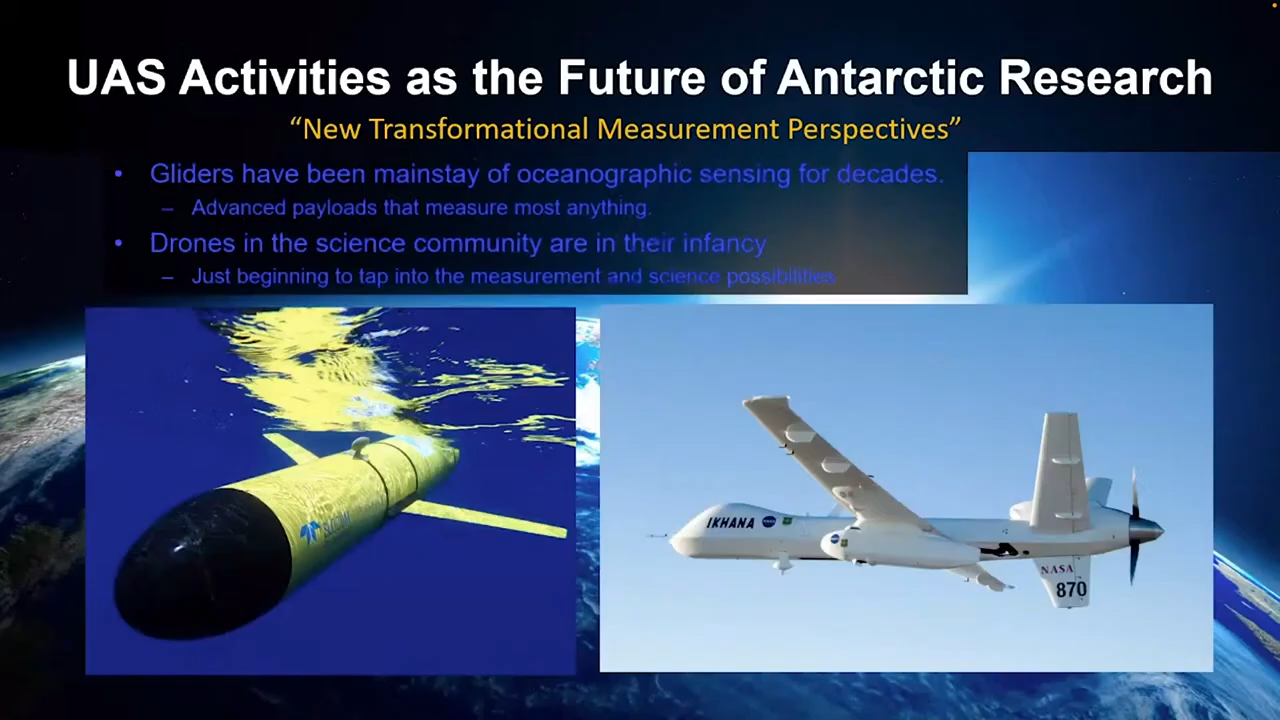 UAS Activities as the Future of Antarctic Research
“New Transformational Measurement Perspectives”
• Gliders have been mainstay of oceanographic sensing for decades.
– Advanced payloads that measure most anything.
• Drones in the science community are in their infancy
– Just beginning to tap into the measurement and science possibilities
IKHANA
NASA
870